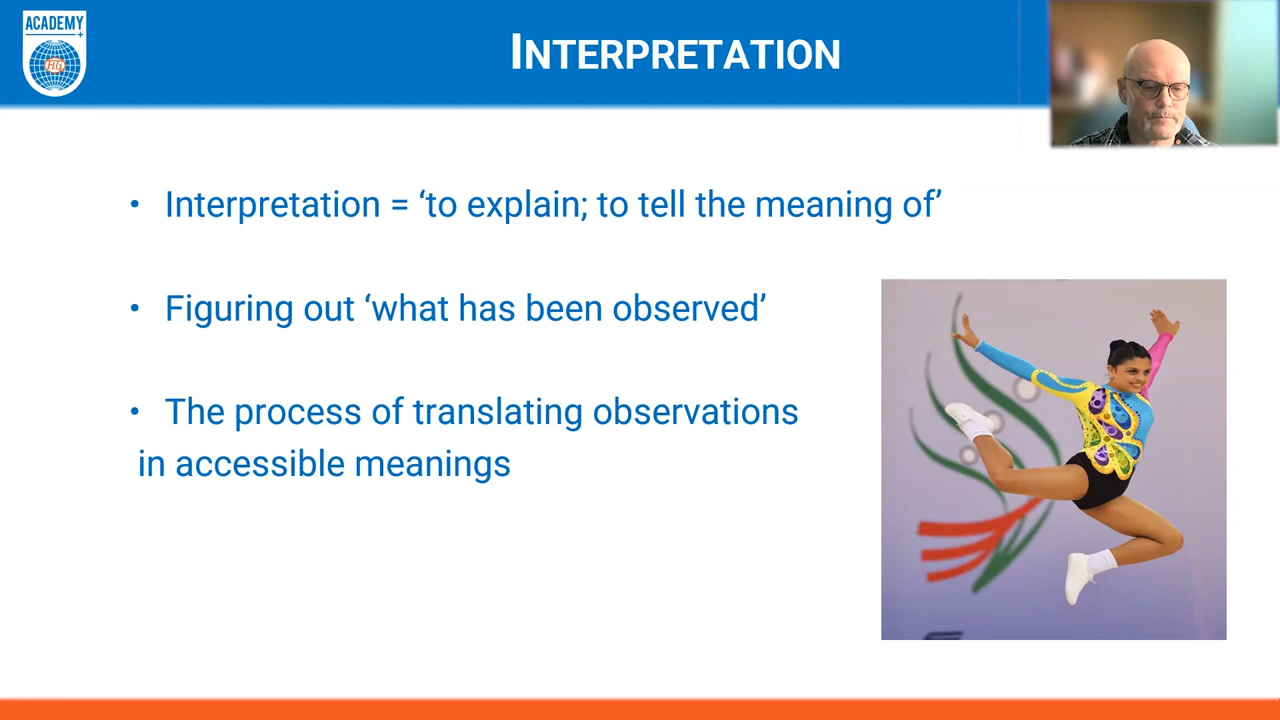 ACADEMY
+
FIG
INTERPRETATION
• Interpretation = ‘to explain; to tell the meaning of’
• Figuring out ‘what has been observed’
• The process of translating observations
in accessible meanings